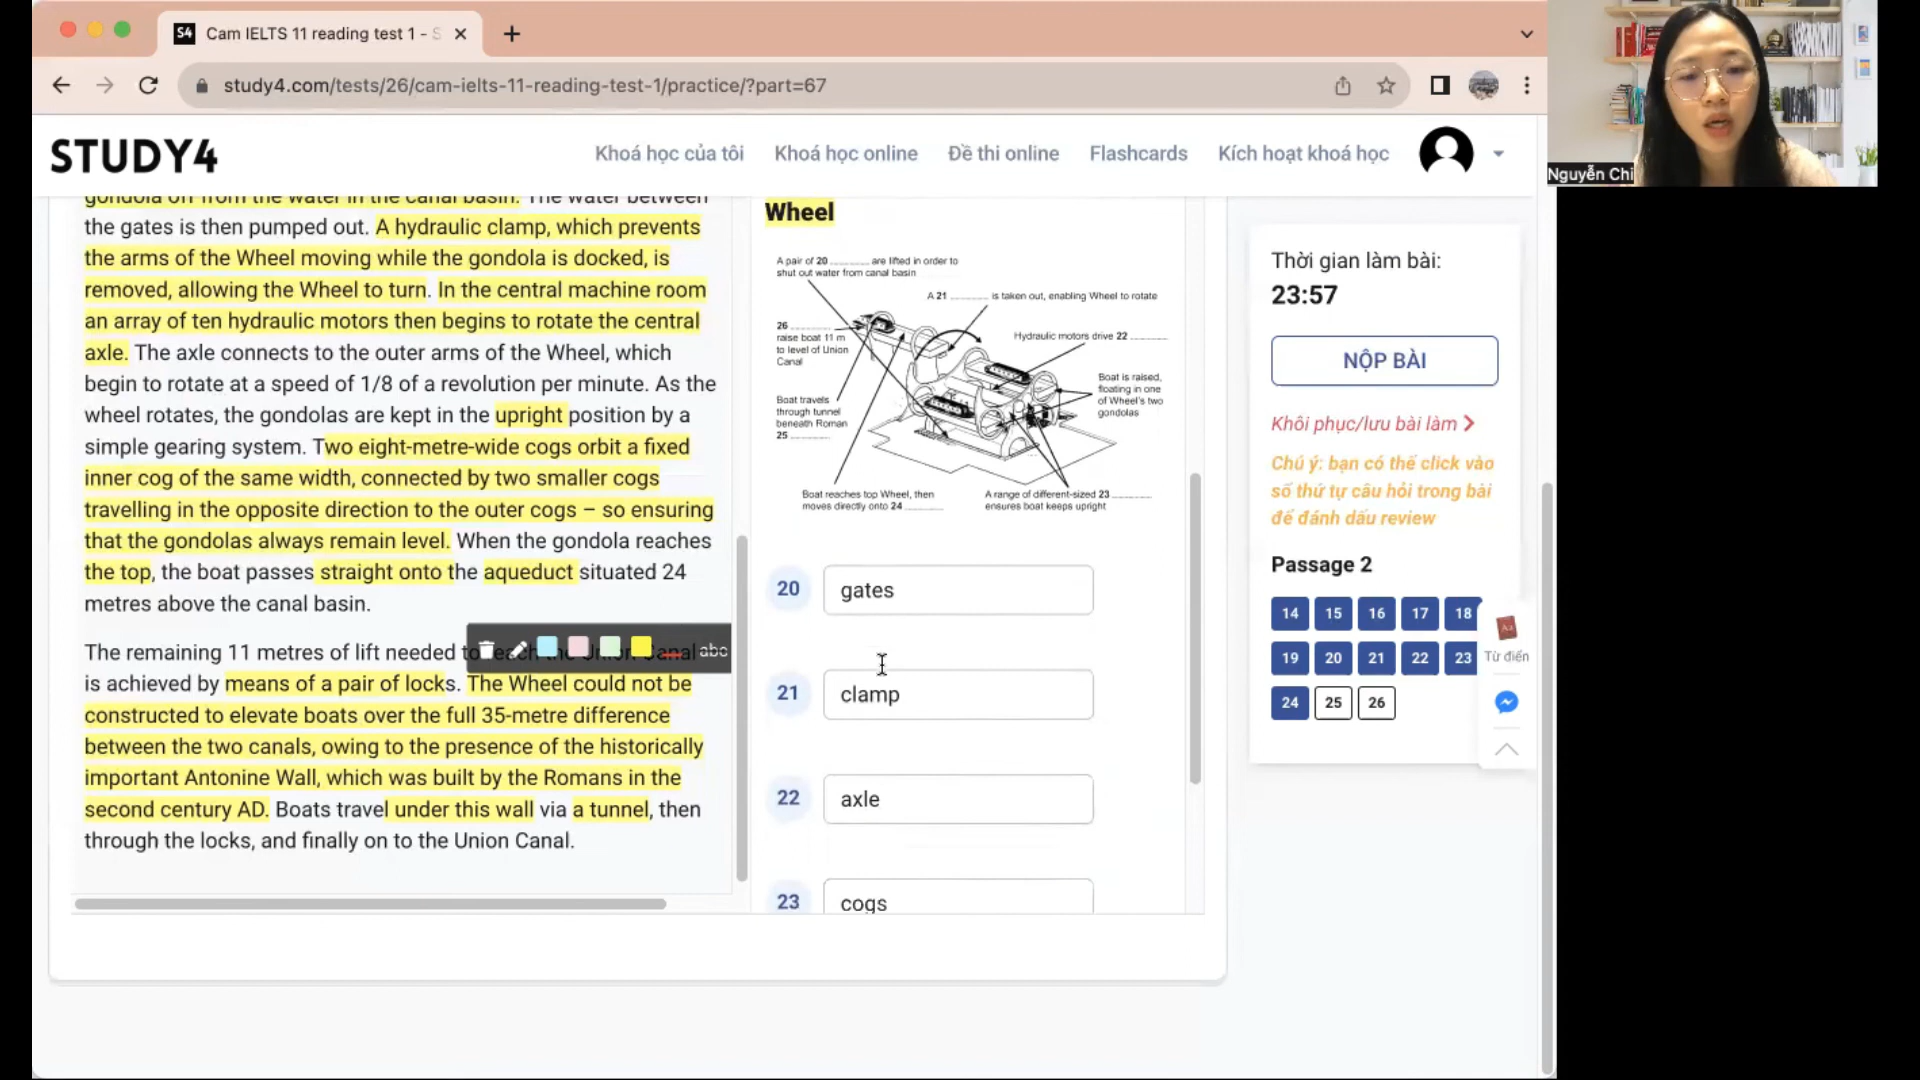 Cam IELTS 11 reading test 1 - S
study4.com/tests/26/cam-ielts-11-reading-test-1/practice/?part=67
STUDY4
Khoá học của tôi
Khoá học online
Đề thi online
Flashcards
Kích hoạt khoá học
Nguyễn Chi
gondola off from the water in the canal basin. The water between
the gates is then pumped out. A hydraulic clamp, which prevents
the arms of the Wheel moving while the gondola is docked, is
removed, allowing the Wheel to turn. In the central machine room
an array of ten hydraulic motors then begins to rotate the central
axle. The axle connects to the outer arms of the Wheel, which
begin to rotate at a speed of 1/8 of a revolution per minute. As the
wheel rotates, the gondolas are kept in the upright position by a
simple gearing system. Two eight-metre-wide cogs orbit a fixed
inner cog of the same width, connected by two smaller cogs
travelling in the opposite direction to the outer cogs – so ensuring
that the gondolas always remain level. When the gondola reaches
the top, the boat passes straight onto the aqueduct situated 24
metres above the canal basin.
The remaining 11 metres of lift needed to reach the Union Canal
abc
is achieved by means of a pair of locks. The Wheel could not be
constructed to elevate boats over the full 35-metre difference
between the two canals, owing to the presence of the historically
important Antonine Wall, which was built by the Romans in the
second century AD. Boats travel under this wall via a tunnel, then
through the locks, and finally on to the Union Canal.
Wheel
A pair of 20 .......... are lifted in order to
shut out water from canal basin
A 21 .......... is taken out, enabling Wheel to rotate
26 ..........
raise boat 11 m
to level of Union
Canal
Hydraulic motors drive 22 ..........
Boat is raised,
floating in one
of Wheel's two
gondolas
Boat travels
through tunnel
beneath Roman
25 ..........
Boat reaches top Wheel, then
moves directly onto 24 ..........
A range of different-sized 23 ..........
ensures boat keeps upright
20 gates
21 clamp
22 axle
23 cogs
Thời gian làm bài:
23:57
NỘP BÀI
Khôi phục/lưu bài làm
Chú ý: bạn có thể click vào
số thứ tự câu hỏi trong bài
để đánh dấu review
Passage 2
14 15 16 17 18
19 20 21 22 23
24 25 26
Từ điển